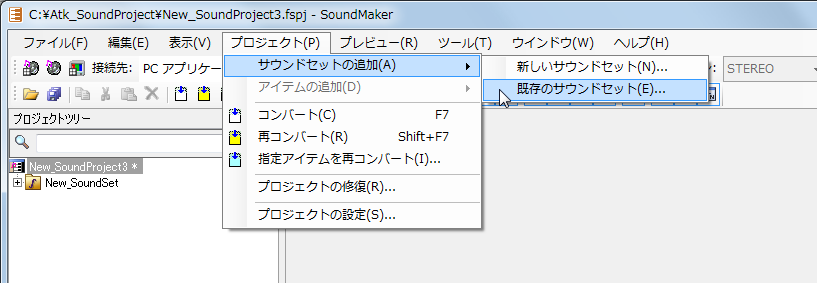 C:¥Atk_SoundProject¥New_SoundProject3.fspj - SoundMaker
ファイル(F) 編集(E) 表示(V) プロジェクト(P) プレビュー(R) ツール(T) ウインドウ(W) ヘルプ(H)
接続先: PC アプリケー
サウンドセットの追加(A)
新しいサウンドセット(N)...
STEREO
アイテムの追加(D)
既存のサウンドセット(E)...
プロジェクトツリー
コンバート(C) F7
再コンバート(R) Shift+F7
指定アイテムを再コンバート(I)...
New_SoundProject3 *
New_SoundSet
プロジェクトの修復(R)...
プロジェクトの設定(S)...